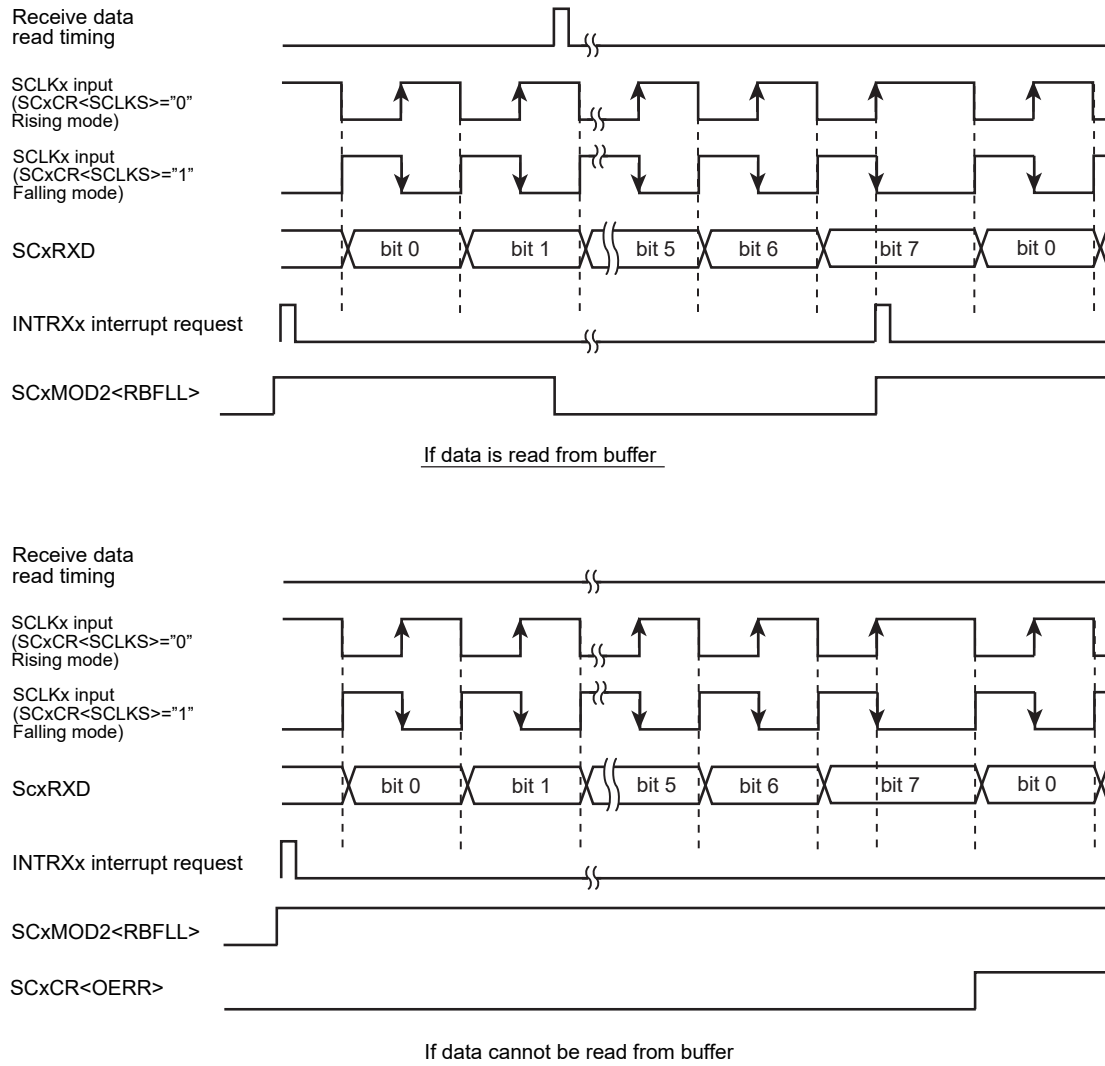 Receive data
read timing
SCLKx input
(SCxCR<SCLKS>=”0”
Rising mode)
SCLKx input
(SCxCR<SCLKS>=”1”
Falling mode)
SCxRXD
bit 0 bit 1 bit 5 bit 6 bit 7 bit 0
INTRXx interrupt request
SCxMOD2<RBFLL>
If data is read from buffer
Receive data
read timing
SCLKx input
(SCxCR<SCLKS>=”0”
Rising mode)
SCLKx input
(SCxCR<SCLKS>=”1”
Falling mode)
ScxRXD
bit 0 bit 1 bit 5 bit 6 bit 7 bit 0
INTRXx interrupt request
SCxMOD2<RBFLL>
SCxCR<OERR>
If data cannot be read from buffer